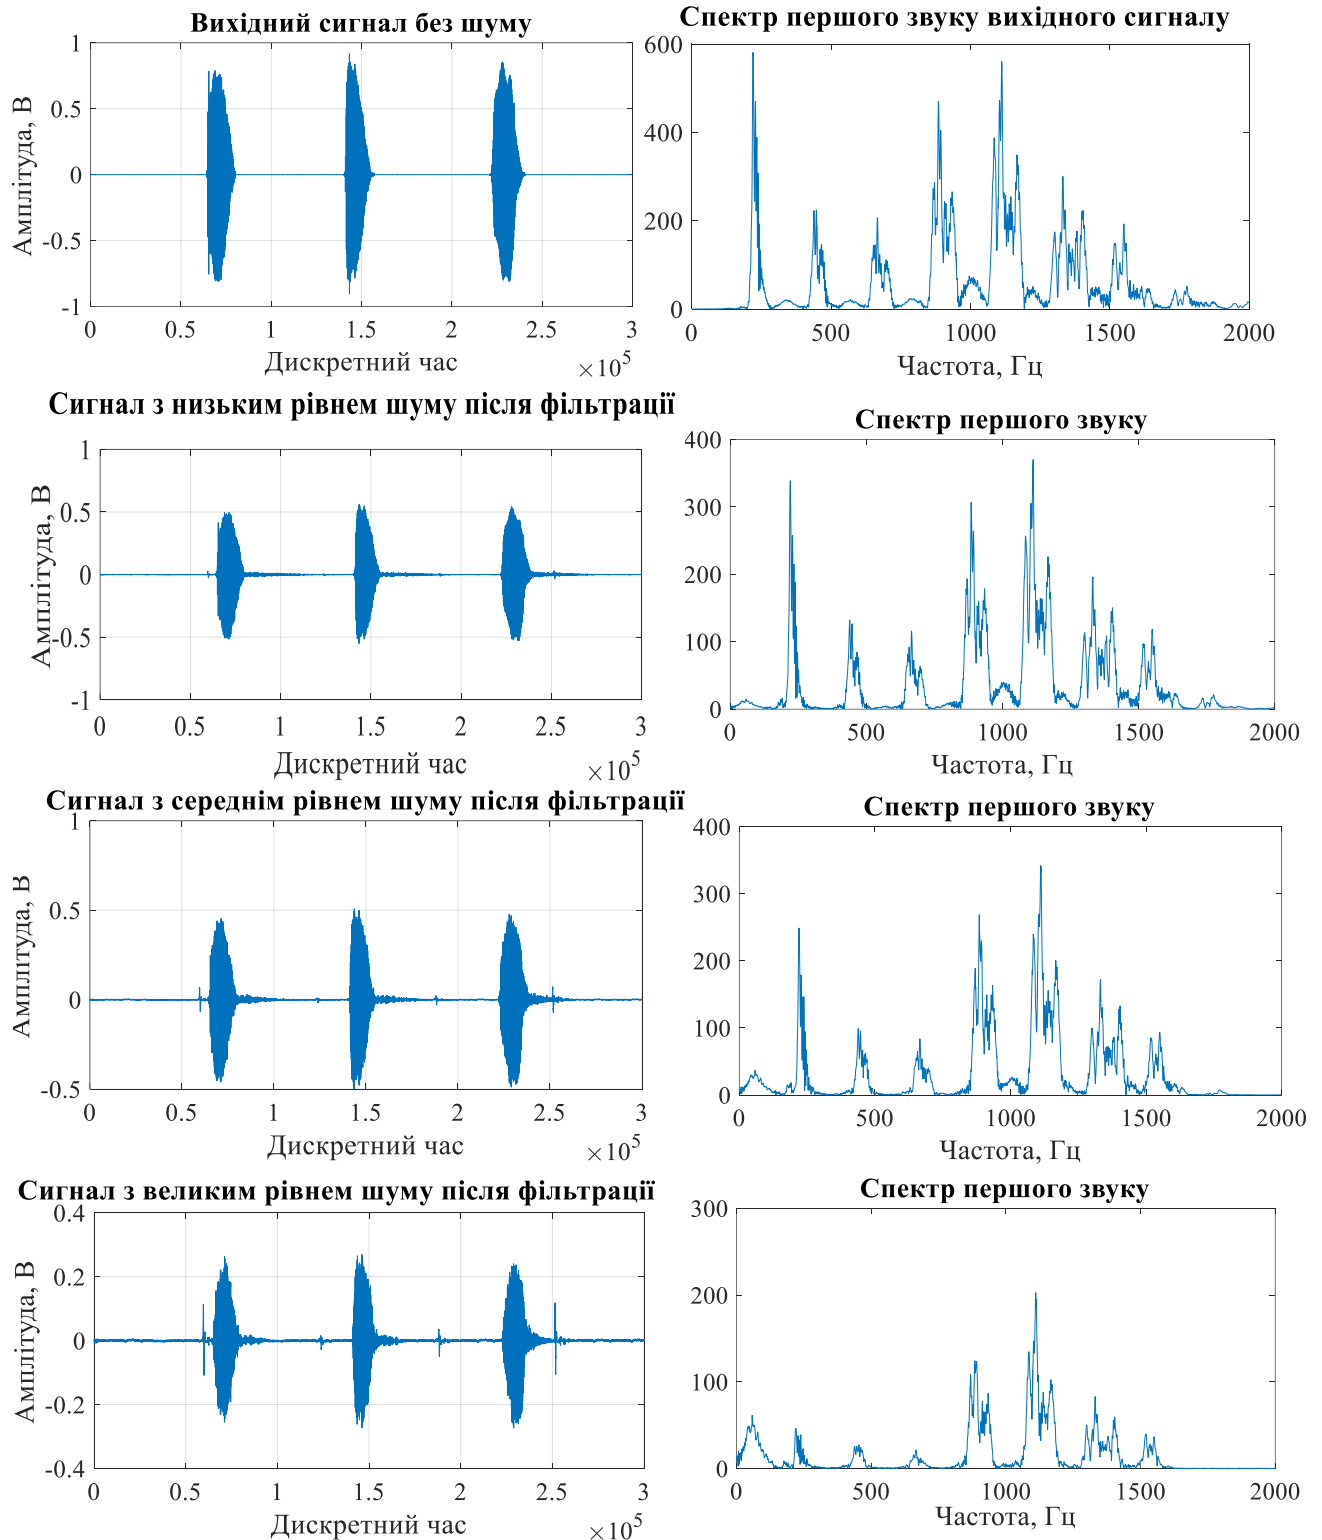 Вихідний сигнал без шуму
1
0.5
0
-0.5
-1
Амплітуда, В
0 0.5 1 1.5 2 2.5 3
Дискретний час
×10⁵
Спектр першого звуку вихідного сигналу
600
400
200
0
0 500 1000 1500 2000
Частота, Гц
Сигнал з низьким рівнем шуму після фільтрації
1
0.5
0
-0.5
-1
Амплітуда, В
0 0.5 1 1.5 2 2.5 3
Дискретний час
×10⁵
Спектр першого звуку
400
300
200
100
0
0 500 1000 1500 2000
Частота, Гц
Сигнал з середнім рівнем шуму після фільтрації
1
0.5
0
-0.5
Амплітуда, В
0 0.5 1 1.5 2 2.5 3
Дискретний час
×10⁵
Спектр першого звуку
400
300
200
100
0
0 500 1000 1500 2000
Частота, Гц
Сигнал з великим рівнем шуму після фільтрації
0.4
0.2
0
-0.2
-0.4
Амплітуда, В
0 0.5 1 1.5 2 2.5 3
Дискретний час
×10⁵
Спектр першого звуку
300
200
100
0
0 500 1000 1500 2000
Частота, Гц